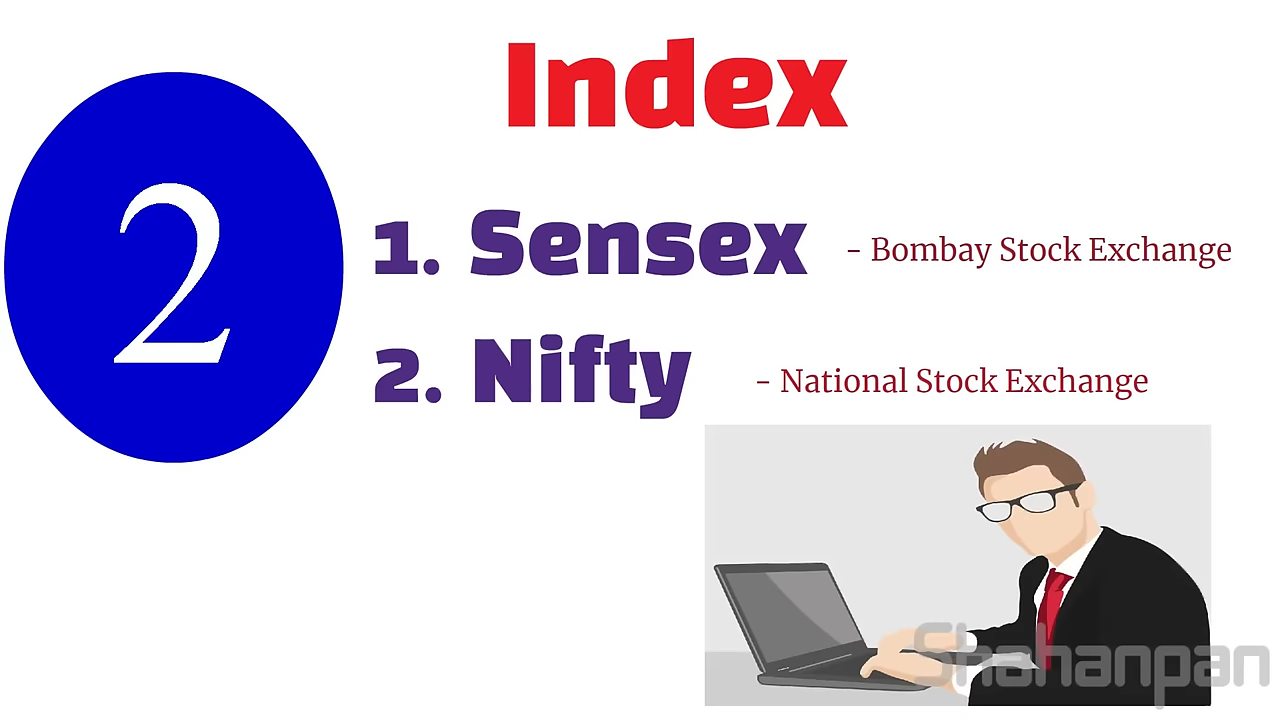 Index
2
1. Sensex - Bombay Stock Exchange
2. Nifty - National Stock Exchange
Shahanpan